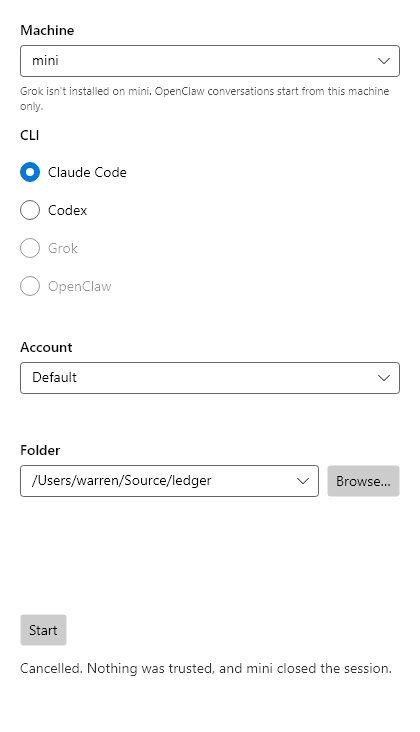 Machine
mini
Grok isn't installed on mini. OpenClaw conversations start from this machine
only.
CLI
Claude Code
Codex
Grok
OpenClaw
Account
Default
Folder
/Users/warren/Source/ledger
Browse...
Start
Cancelled. Nothing was trusted, and mini closed the session.